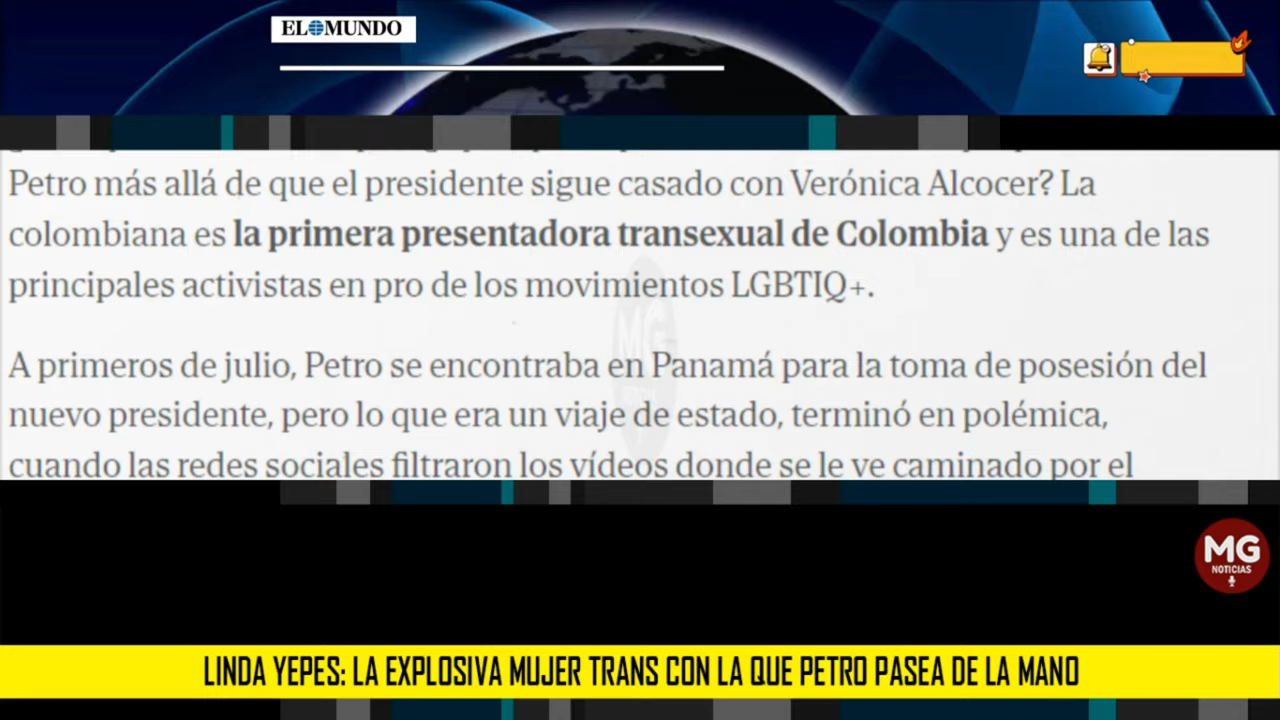 EL MUNDO
Petro más allá de que el presidente sigue casado con Verónica Alcocer? La
colombiana es la primera presentadora transexual de Colombia y es una de las
principales activistas en pro de los movimientos LGBTIQ+.
A primeros de julio, Petro se encontraba en Panamá para la toma de posesión del
nuevo presidente, pero lo que era un viaje de estado, terminó en polémica,
cuando las redes sociales filtraron los vídeos donde se le ve caminado por el
MG
NOTICIAS
LINDA YEPES: LA EXPLOSIVA MUJER TRANS CON LA QUE PETRO PASEA DE LA MANO